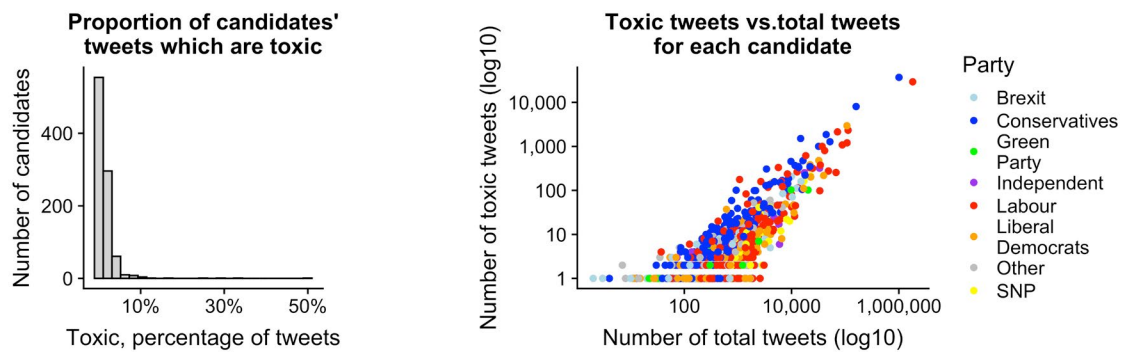 Proportion of candidates'
tweets which are toxic
Number of candidates
400
200
0
10%
30%
50%
Toxic, percentage of tweets
Toxic tweets vs.total tweets
for each candidate
Number of toxic tweets (log10)
10,000
1,000
100
10
1
100
10,000
1,000,000
Number of total tweets (log10)
Party
Brexit
Conservatives
Green
Party
Independent
Labour
Liberal
Democrats
Other
SNP